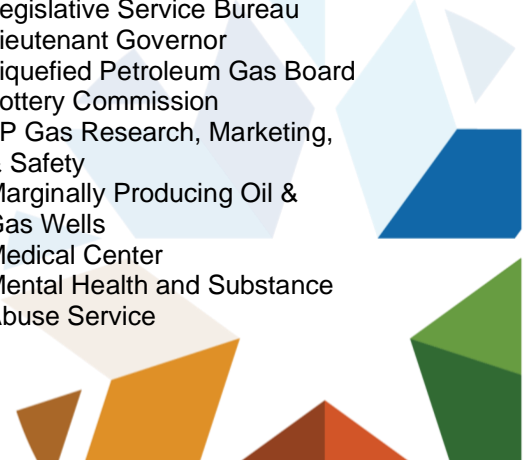 egislative Service Bureau
ieutenant Governor
iquefied Petroleum Gas Board
ottery Commission
P Gas Research, Marketing,
Safety
Marginally Producing Oil &
Gas Wells
Medical Center
Mental Health and Substance
Abuse Service